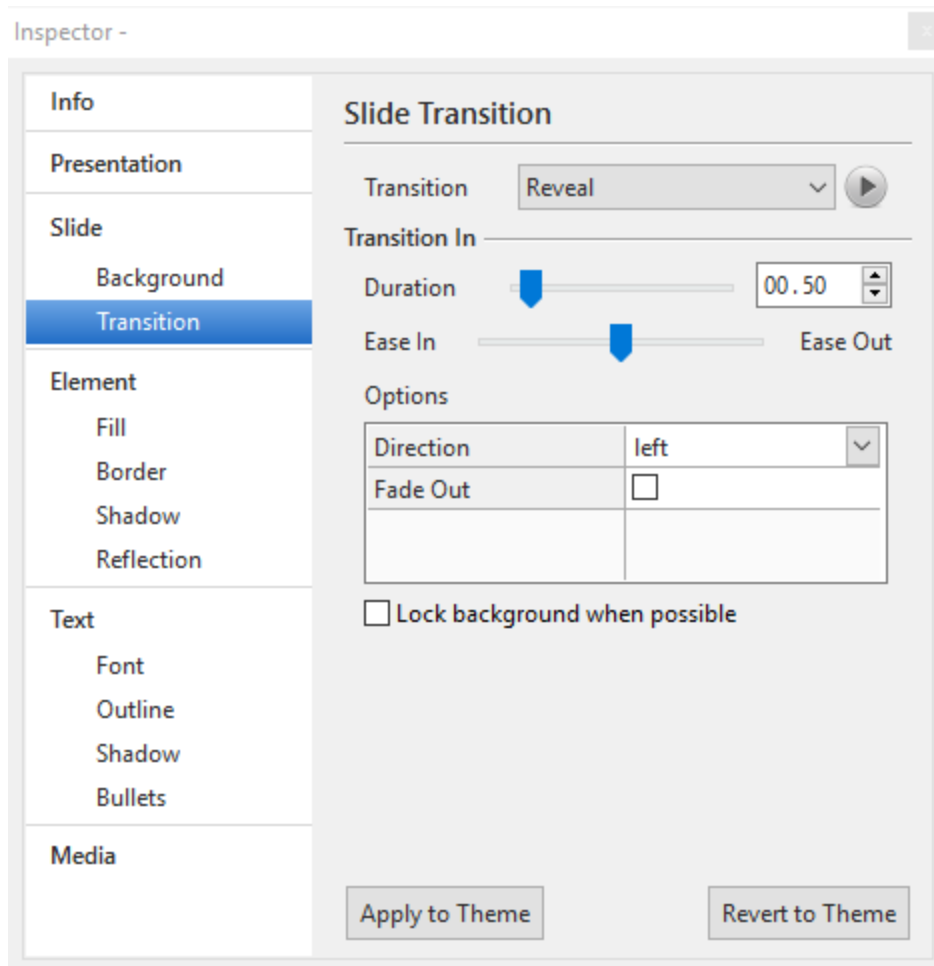 Inspector -
Info
Presentation
Slide
Background
Transition
Element
Fill
Border
Shadow
Reflection
Text
Font
Outline
Shadow
Bullets
Media
Slide Transition
Transition Reveal
Transition In
Duration 00.50
Ease In Ease Out
Options
Direction left
Fade Out
Lock background when possible
Apply to Theme Revert to Theme